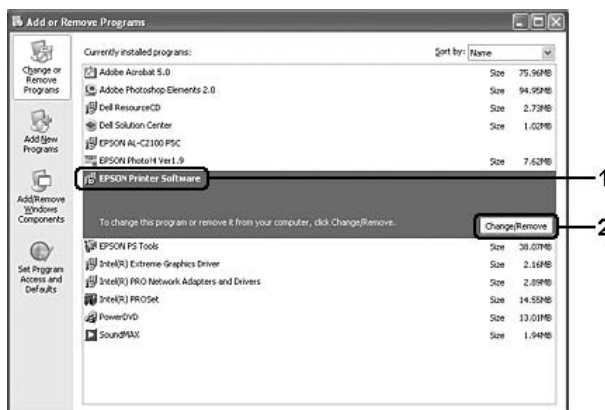 Add or Remove Programs
Change or
Remove
Programs
Add New
Programs
Add/Remove
Windows
Components
Set Program
Access and
Defaults
Currently installed programs: Sort by: Name
Adobe Acrobat 5.0 Size 75.96MB
Adobe Photoshop Elements 2.0 Size 94.95MB
Dell ResourceCD Size 2.73MB
Dell Solution Center Size 1.02MB
EPSON AL-C2100 PSC
EPSON Photo!4 Ver1.9 Size 7.62MB
EPSON Printer Software 1
To change this program or remove it from your computer, click Change/Remove. Change/Remove 2
EPSON PS Tools Size 38.07MB
Intel(R) Extreme Graphics Driver Size 2.16MB
Intel(R) PRO Network Adapters and Drivers Size 2.89MB
Intel(R) PROSet Size 14.55MB
PowerDVD Size 13.01MB
SoundMAX Size 1.94MB